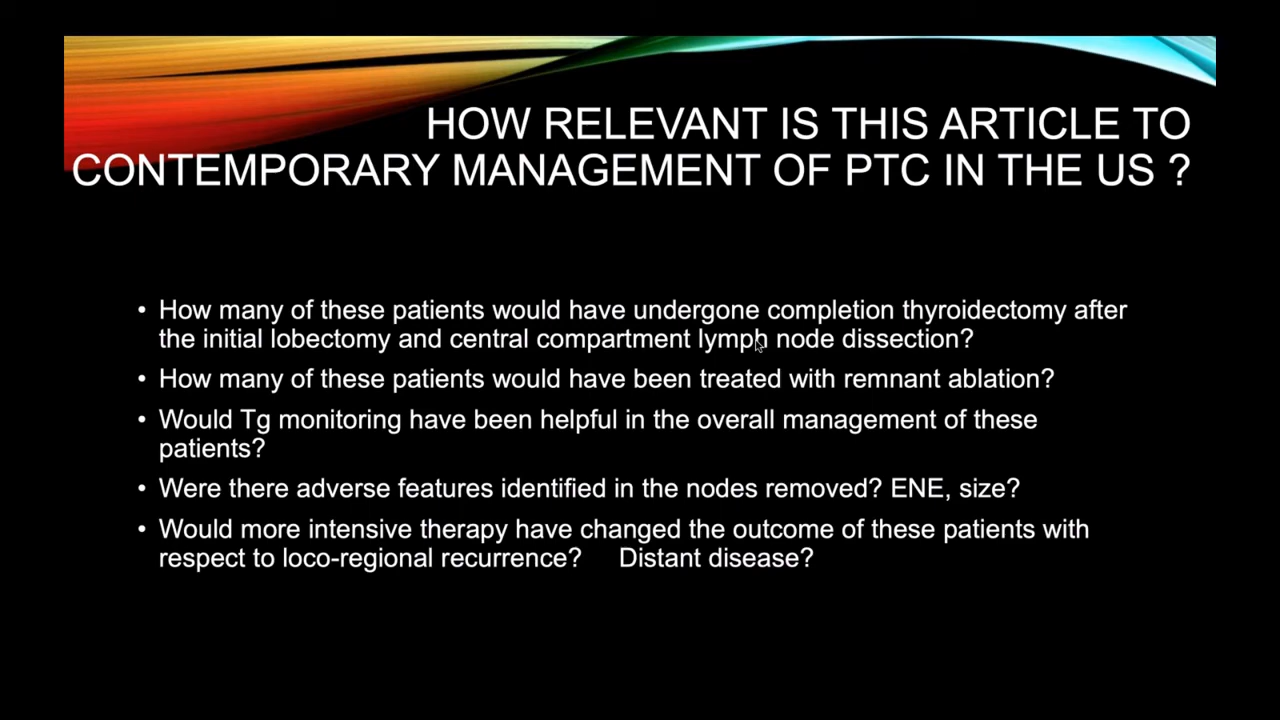 HOW RELEVANT IS THIS ARTICLE TO
CONTEMPORARY MANAGEMENT OF PTC IN THE US ?
• How many of these patients would have undergone completion thyroidectomy after
the initial lobectomy and central compartment lymph node dissection?
• How many of these patients would have been treated with remnant ablation?
• Would Tg monitoring have been helpful in the overall management of these
patients?
• Were there adverse features identified in the nodes removed? ENE, size?
• Would more intensive therapy have changed the outcome of these patients with
respect to loco-regional recurrence? Distant disease?